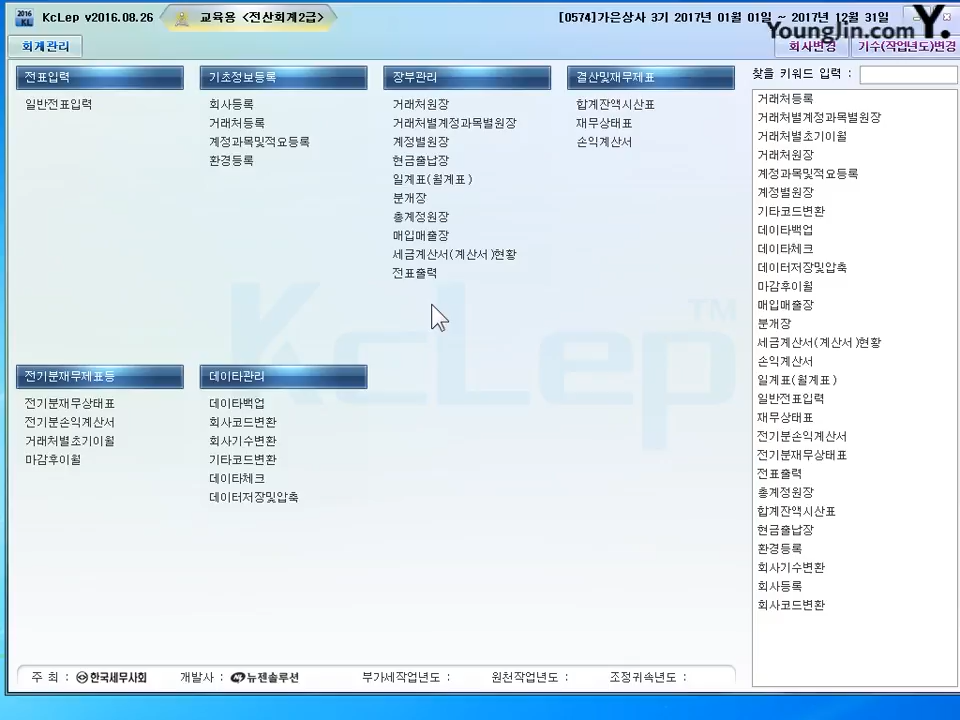 2016
KL
KcLep v2016.08.26
교육용 <전산회계2급>
[0574]가은상사 3기 2017년 01월 01일 ~ 2017년 12월 31일
YoungJin.com Y.
회계관리
회사변경
기수(작업년도)변경
전표입력
일반전표입력
기초정보등록
회사등록
거래처등록
계정과목및적요등록
환경등록
장부관리
거래처원장
거래처별계정과목별원장
계정별원장
현금출납장
일계표(월계표)
분개장
총계정원장
매입매출장
세금계산서(계산서)현황
전표출력
결산및재무제표
합계잔액시산표
재무상태표
손익계산서
KcLep™
전기분재무제표등
전기분재무상태표
전기분손익계산서
거래처별초기이월
마감후이월
데이타관리
데이타백업
회사코드변환
회사기수변환
기타코드변환
데이타체크
데이터저장및압축
찾을 키워드 입력 :
거래처등록
거래처별계정과목별원장
거래처별초기이월
거래처원장
계정과목및적요등록
계정별원장
기타코드변환
데이타백업
데이타체크
데이터저장및압축
마감후이월
매입매출장
분개장
세금계산서(계산서)현황
손익계산서
일계표(월계표)
일반전표입력
재무상태표
전기분손익계산서
전기분재무상태표
전표출력
총계정원장
합계잔액시산표
현금출납장
환경등록
회사기수변환
회사등록
회사코드변환
주 최 : 한국세무사회
개발사 : 뉴젠솔루션
부가세작업년도 :
원천작업년도 :
조정귀속년도 :